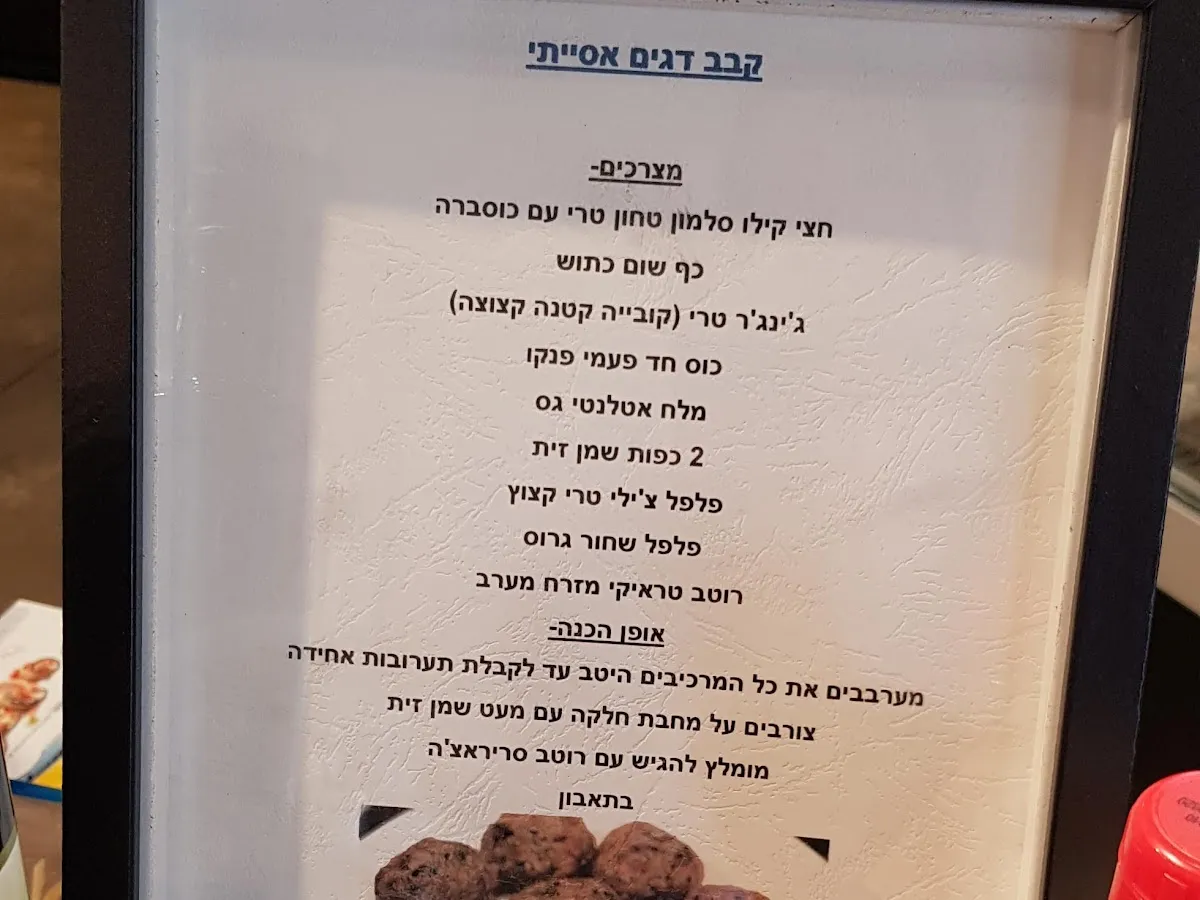 קבב דגים אסייתי
מצרכים-
חצי קילו סלמון טחון טרי עם כוסברה
כף שום כתוש
ג'ינג'ר טרי (קובייה קטנה קצוצה)
כוס חד פעמי פנקו
מלח אטלנטי גס
2 כפות שמן זית
פלפל צ'ילי טרי קצוץ
פלפל שחור גרוס
רוטב טראיקי מזרח מערב
אופן הכנה-
מערבבים את כל המרכיבים היטב עד לקבלת תערובות אחידה
צורבים על מחבת חלקה עם מעט שמן זית
מומלץ להגיש עם רוטב סריראצ'ה
בתאבון